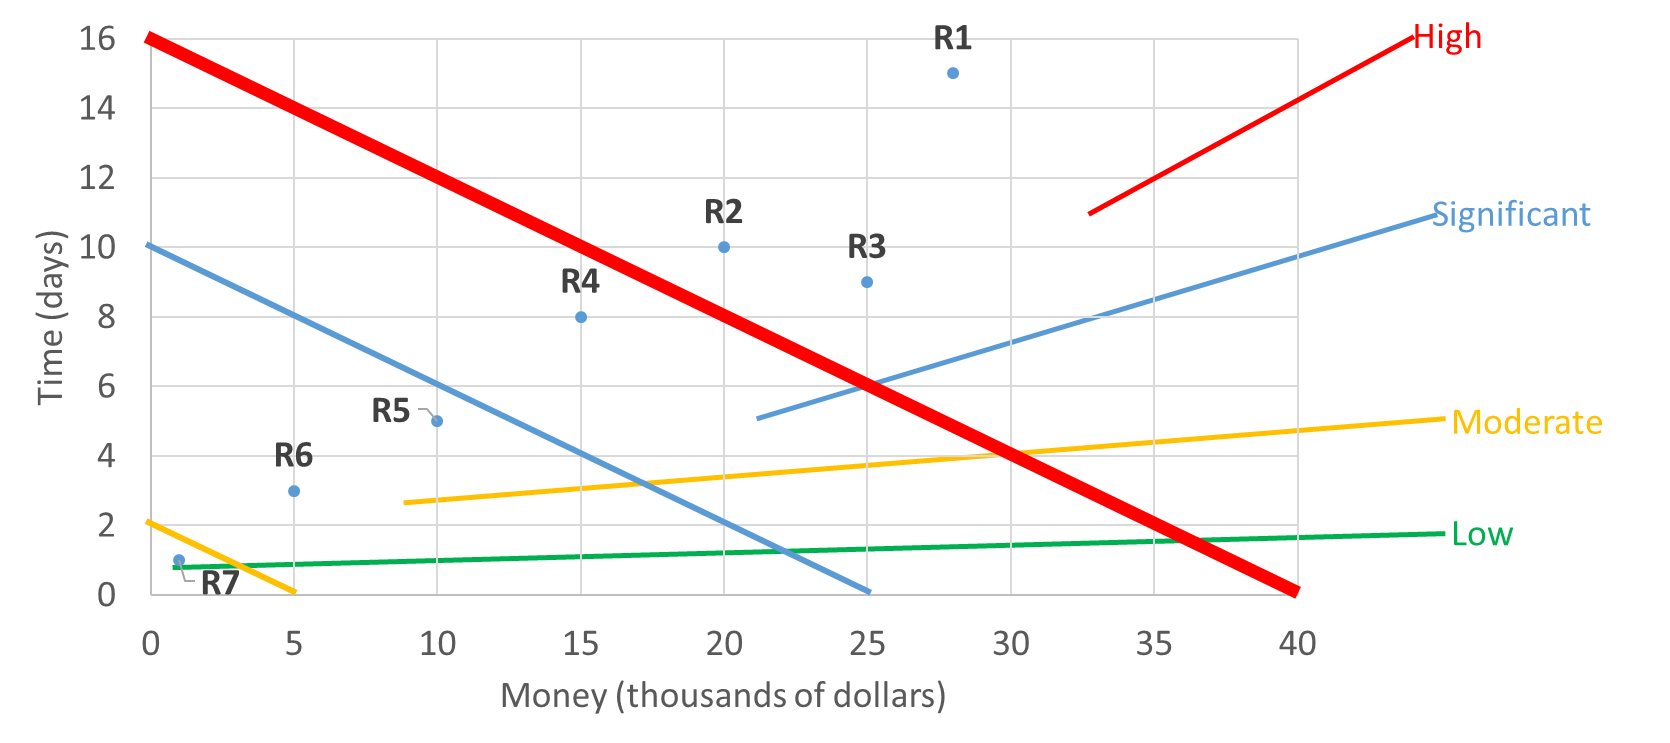 16
14
12
10
8
6
4
2
0
0 5 10 15 20 25 30 35 40
Time (days)
Money (thousands of dollars)
R1
R2
R3
R4
R5
R6
R7
High
Significant
Moderate
Low